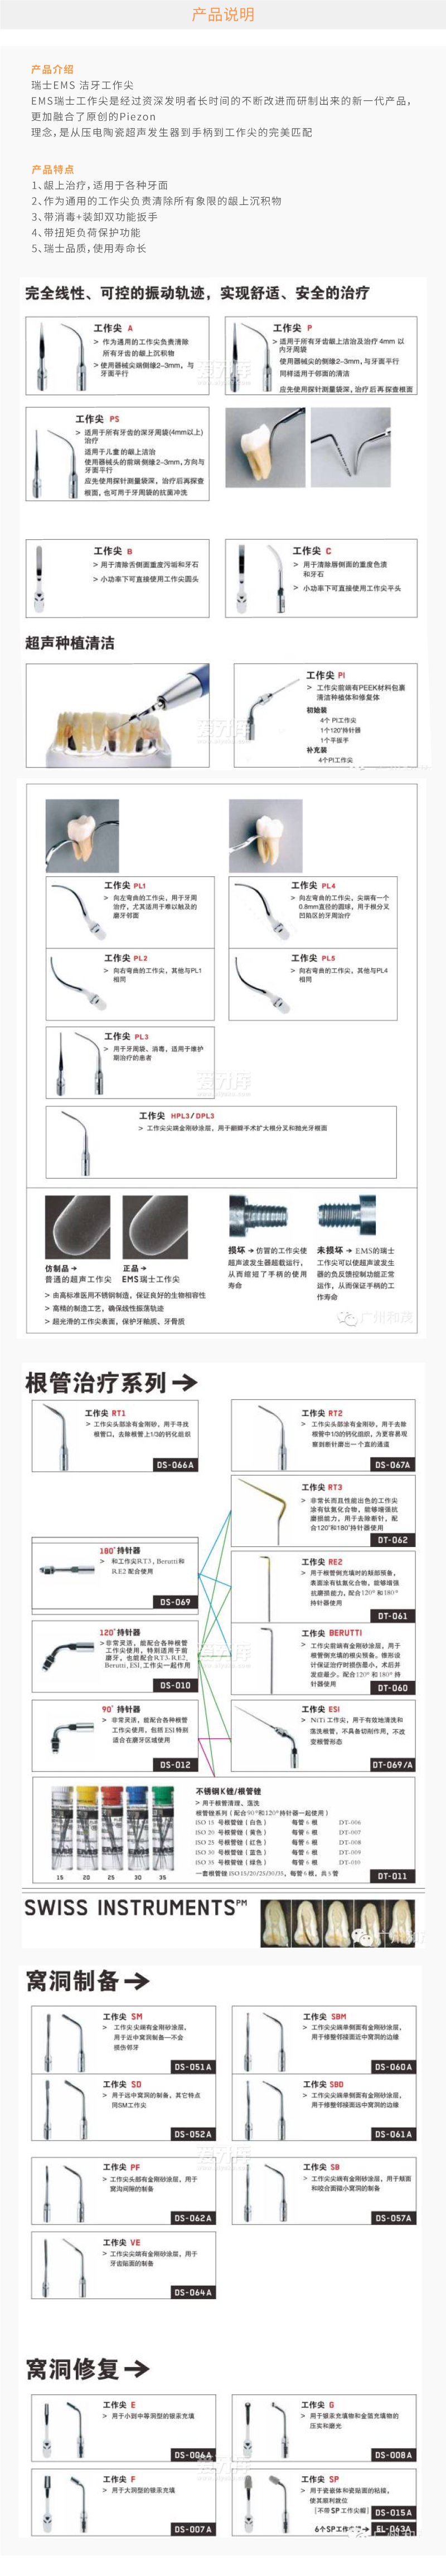 产品说明
产品介绍
瑞士EMS 洁牙工作尖
EMS瑞士工作尖是经过资深发明者长时间的不断改进而研制出来的新一代产品，
更加融合了原创的Piezon
理念，是从压电陶瓷超声发生器到手柄到工作尖的完美匹配
产品特点
1、龈上治疗，适用于各种牙面
2、作为通用的工作尖负责清除所有象限的龈上沉积物
3、带消毒+装卸双功能扳手
4、带扭矩负荷保护功能
5、瑞士品质，使用寿命长
完全线性、可控的振动轨迹，实现舒适、安全的治疗
工作尖 A
> 作为通用的工作尖负责清除
所有牙齿的龈上沉积物
> 使用器械尖端侧缘2-3mm，与
牙面平行
工作尖 P
> 适用于所有牙齿龈上洁治及治疗4mm 以
内牙周袋
使用器械尖的侧缘2-3mm，与牙面平行
同样适用于邻面的清洁
应先使用探针测量袋深，治疗后再探查根面
工作尖 PS
> 适用于所有牙齿的深牙周袋(4mm以上)
治疗
适用于儿童的龈上洁治
使用器械头的前端侧缘2-3mm，方向与
牙面平行
应先使用探针测量袋深，治疗后再探查
根面，也可用于牙周袋的抗菌冲洗
工作尖 B
> 用于清除舌侧面重度污垢和牙石
> 小功率下可直接使用工作尖圆头
工作尖 C
> 用于清除唇侧面的重度色渍
和牙石
> 小功率下可直接使用工作尖平头
超声种植清洁
工作尖 PI
> 工作尖前端有PEEK材料包裹
清洁种植体和修复体
初始装
4个 PI工作尖
1个120°持针器
1个平扳手
补充装
4个PI工作尖
工作尖 PL1
> 向左弯曲的工作尖，用于牙周
治疗，尤其适用于难以触及的
磨牙邻面
工作尖 PL4
> 向左弯曲的工作尖，尖端有一个
0.8mm直径的圆球，用于根分叉
凹陷区的牙周治疗
工作尖 PL2
> 向右弯曲的工作尖，其他与PL1
相同
工作尖 PL5
> 向右弯曲的工作尖，其他与PL4
相同
工作尖 PL3
> 用于牙周袋，消毒，适用于维护
期治疗的患者
工作尖 HPL3/DPL3
> 工作尖尖端金刚砂涂层，用于翻瓣手术扩大根分叉和抛光牙根面
仿制品 →
普通的超声工作尖
正品 →
EMS瑞士工作尖
损坏 → 仿冒的工作尖使
超声波发生器超载运行，
从而缩短了手柄的使用
寿命
未损坏 → EMS的瑞士
工作尖可以使超声波发生
器的负反馈控制功能正常
运作，从而保证手柄的工
作寿命
> 由高标准医用不锈钢制造，保证良好的生物相容性
> 高精的制造工艺，确保线性振荡轨迹
> 超光滑的工作尖表面，保护牙釉质、牙骨质
广州和茂
根管治疗系列→
工作尖 RT1
> 工作尖头部涂有金刚砂，用于寻找
根管口，去除根管上1/3的钙化组织
DS-066A
工作尖 RT2
> 工作尖头部涂有金刚砂，用于去除
根管中1/3的钙化组织，为更容易观
察到断针磨出一个直的通道
DS-067A
工作尖 RT3
> 非常长而且性能出色的工作尖
涂有钛氮化合物，能够增强抗
磨损能力，用于去除断针，配
合120°和180°持针器使用
DT-062
180°持针器
> 和工作尖RT3，Berutti和
RE2 配合使用
DS-069
工作尖 RE2
> 用于根管侧充填时的颊部预备，
表面涂有钛氮化合物，能够增强
抗磨损能力，配合120°和180°
持针器使用
DT-061
120°持针器
> 非常灵活，能配合各种根管
工作尖使用，特别适用于前
磨牙，也能配合RT3、RE2，
Berutti, ESI，工作尖一起作用
DS-010
工作尖 BERUTTI
> 工作尖前端有金刚砂涂层，用于
根管侧充填的根尖预备，锥形设
计保证治疗时损伤最小，术后并
发症最少。配合120°和180°持
针器使用
DT-060
90°持针器
> 非常灵活，能配合各种根管
工作尖使用，包括 ESI 特别
适合在磨牙区域使用
DS-012
工作尖 ESI
> NiTi 工作尖，用于有效地清洗和
荡洗根管，不具备切削作用，不改
变根管形态
DT-069/A
不锈钢K锉/根管锉
> 用于根管清理、荡洗
根管锉系列（配合90°和120°持针器一起使用）
ISO 15 号根管锉（白色） 每管6根 DT-006
ISO 20 号根管锉（黄色） 每管6根 DT-007
ISO 25 号根管锉（红色） 每管6根 DT-008
ISO 30 号根管锉（蓝色） 每管6根 DT-009
ISO 35 号根管锉（绿色） 每管6根 DT-010
一套根管锉 ISO 15/20/25/30/35，每管6根，共5管
DT-011
15 20 25 30 35
SWISS INSTRUMENTS PM
窝洞制备→
工作尖 SM
> 工作尖尖端有金刚砂涂层，
用于近中窝洞制备—不会
损伤邻牙
DS-051A
工作尖 SBM
> 工作尖尖端单侧面有金刚砂涂层，
用于修整邻接面近中窝洞的边缘
DS-060A
工作尖 SD
> 用于远中窝洞的制备，其它特点
同SM工作尖
DS-052A
工作尖 SBD
> 工作尖尖端单侧面有金刚砂涂层，
用于修整邻接面远中窝洞的边缘
DS-061A
工作尖 PF
> 工作尖头部有金刚砂涂层，用于
窝沟间隙的制备
DS-062A
工作尖 SB
> 工作尖尖端有金刚砂涂层，用于颊面
和咬合面磁小窝洞的制备
DS-057A
工作尖 VE
> 工作尖尖端有金刚砂涂层，用于
牙齿贴面的制备
DS-064A
窝洞修复→
工作尖 E
> 用于小到中等洞型的银汞充填
DS-006A
工作尖 G
> 用于银汞充填物和金箔充填物的
压实和磨光
DS-008A
工作尖 F
> 用于大洞型的银汞充填
DS-007A
工作尖 SP
> 用于瓷嵌体和瓷贴面的粘接，
使其顺利就位
[不带SP工作尖帽]
DS-015A
EL-063A